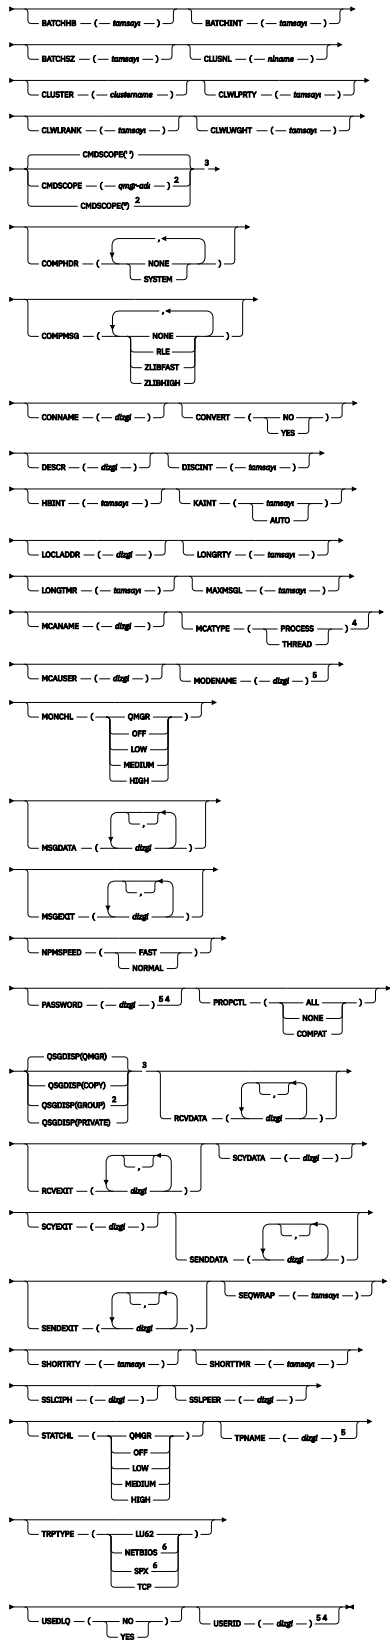 BATCHHB ( tamsayı ) BATCHINT ( tamsayı )
BATCHSZ ( tamsayı ) CLUSNL ( nlname )
CLUSTER ( clustername ) CLWLPRTY ( tamsayı )
CLWLRANK ( tamsayı ) CLWLWGHT ( tamsayı )
CMDSCOPE(' ') 3
CMDSCOPE ( qmgr-adı ) 2
CMDSCOPE(*) 2
,
COMPHDR ( NONE )
SYSTEM
,
COMPMSG ( NONE )
RLE
ZLIBFAST
ZLIBHIGH
CONNAME ( dizgi ) CONVERT ( NO )
YES
DESCR ( dizgi ) DISCINT ( tamsayı )
HBINT ( tamsayı ) KAINT ( tamsayı )
AUTO
LOCLADDR ( dizgi ) LONGRTY ( tamsayı )
LONGTMR ( tamsayı ) MAXMSGL ( tamsayı )
MCANAME ( dizgi ) MCATYPE ( PROCESS ) 4
THREAD
MCAUSER ( dizgi ) MODENAME ( dizgi ) 5
MONCHL ( QMGR )
OFF
LOW
MEDIUM
HIGH
,
MSGDATA ( dizgi )
,
MSGEXIT ( dizgi )
NPMSPEED ( FAST )
NORMAL
PASSWORD ( dizgi ) 5 4 PROPCTL ( ALL )
NONE
COMPAT
QSGDISP(QMGR) 3
QSGDISP(COPY) ,
QSGDISP(GROUP) 2
QSGDISP(PRIVATE) RCVDATA ( dizgi )
,
RCVEXIT ( dizgi ) SCYDATA ( dizgi )
SCYEXIT ( dizgi ) ,
SENDDATA ( dizgi )
,
SENDEXIT ( dizgi ) SEQWRAP ( tamsayı )
SHORTRTY ( tamsayı ) SHORTTMR ( tamsayı )
SSLCIPH ( dizgi ) SSLPEER ( dizgi )
STATCHL ( QMGR ) TPNAME ( dizgi ) 5
OFF
LOW
MEDIUM
HIGH
TRPTYPE ( LU62 )
NETBIOS 6
SPX 6
TCP
USEDLQ ( NO ) USERID ( dizgi ) 5 4
YES